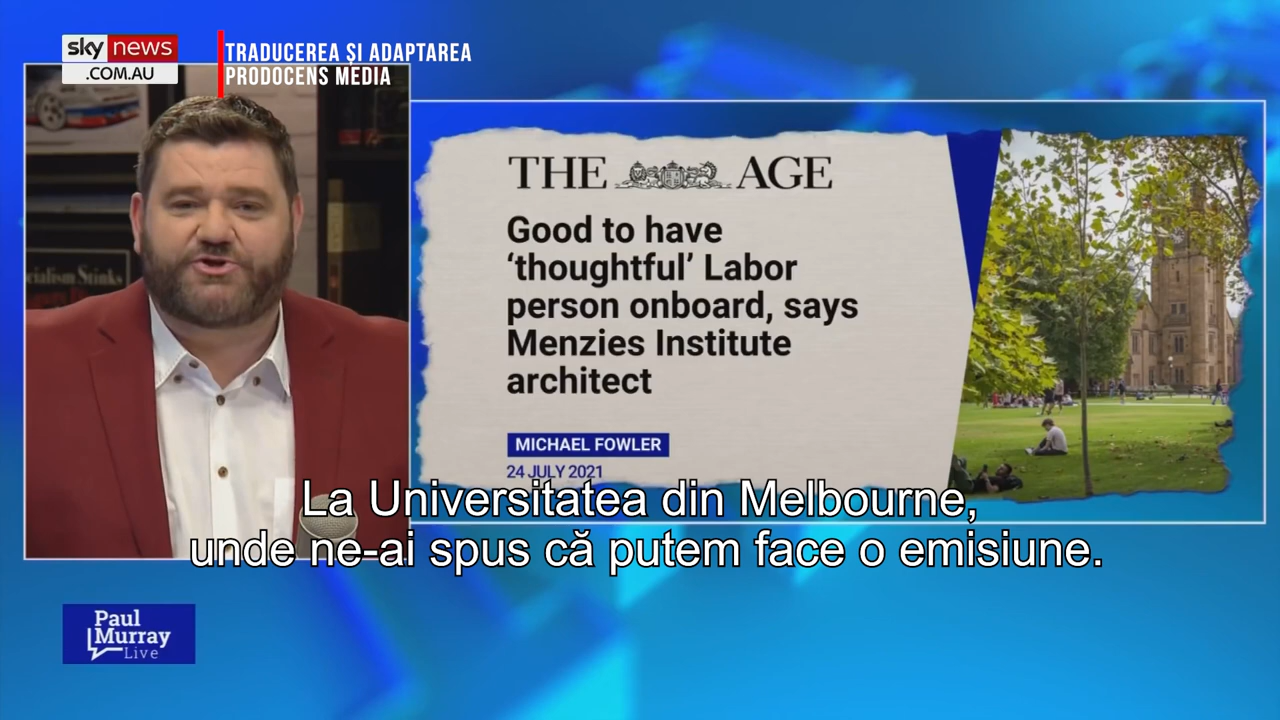 sky news
.COM.AU
TRADUCEREA ȘI ADAPTAREA
PRODOCENS MEDIA
Socialism Stinks
THE AGE
Good to have
‘thoughtful’ Labor
person onboard, says
Menzies Institute
architect
MICHAEL FOWLER
24 JULY 2021
La Universitatea din Melbourne,
unde ne-ai spus că putem face o emisiune.
Paul
Murray
Live